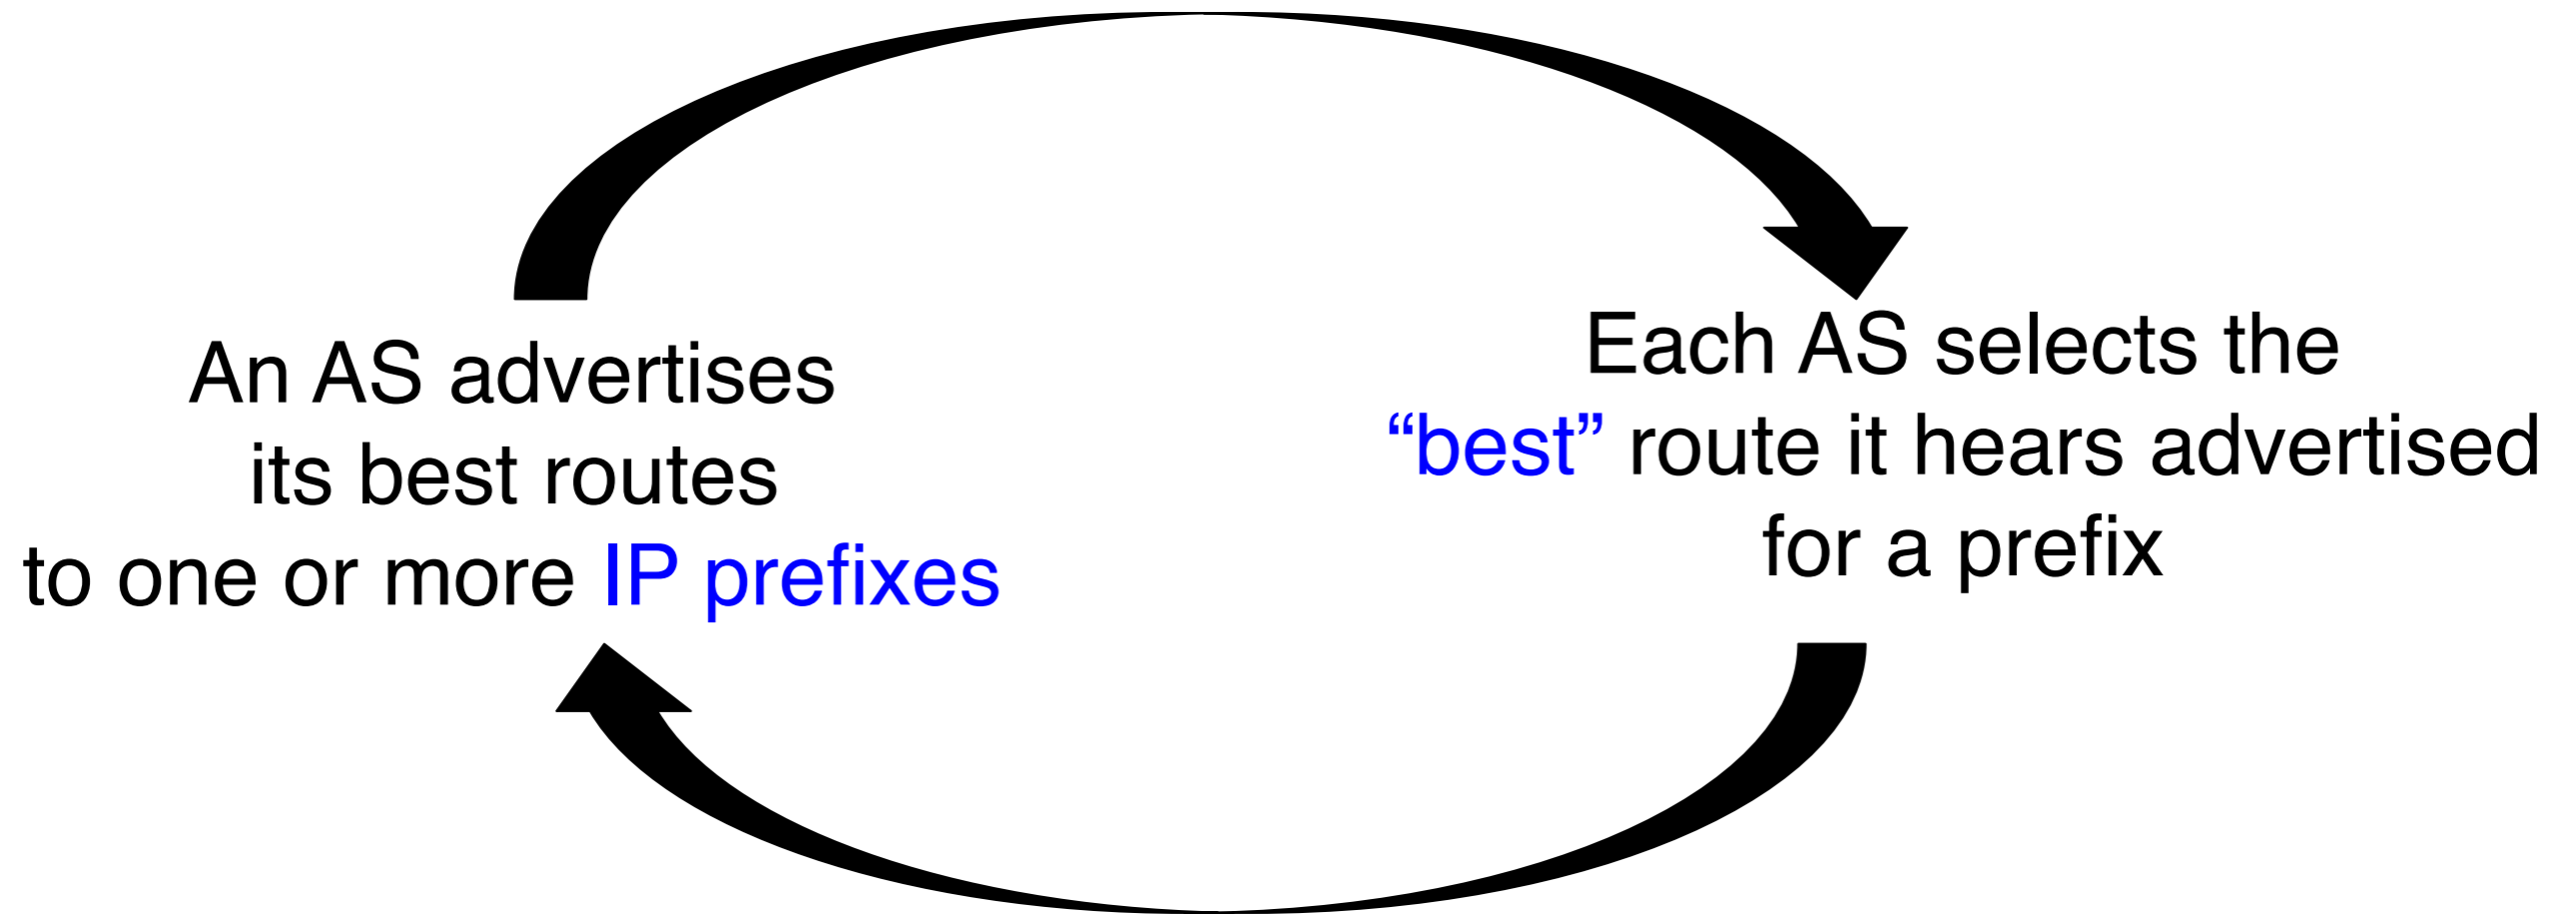 An AS advertises
its best routes
to one or more IP prefixes
Each AS selects the
“best” route it hears advertised
for a prefix